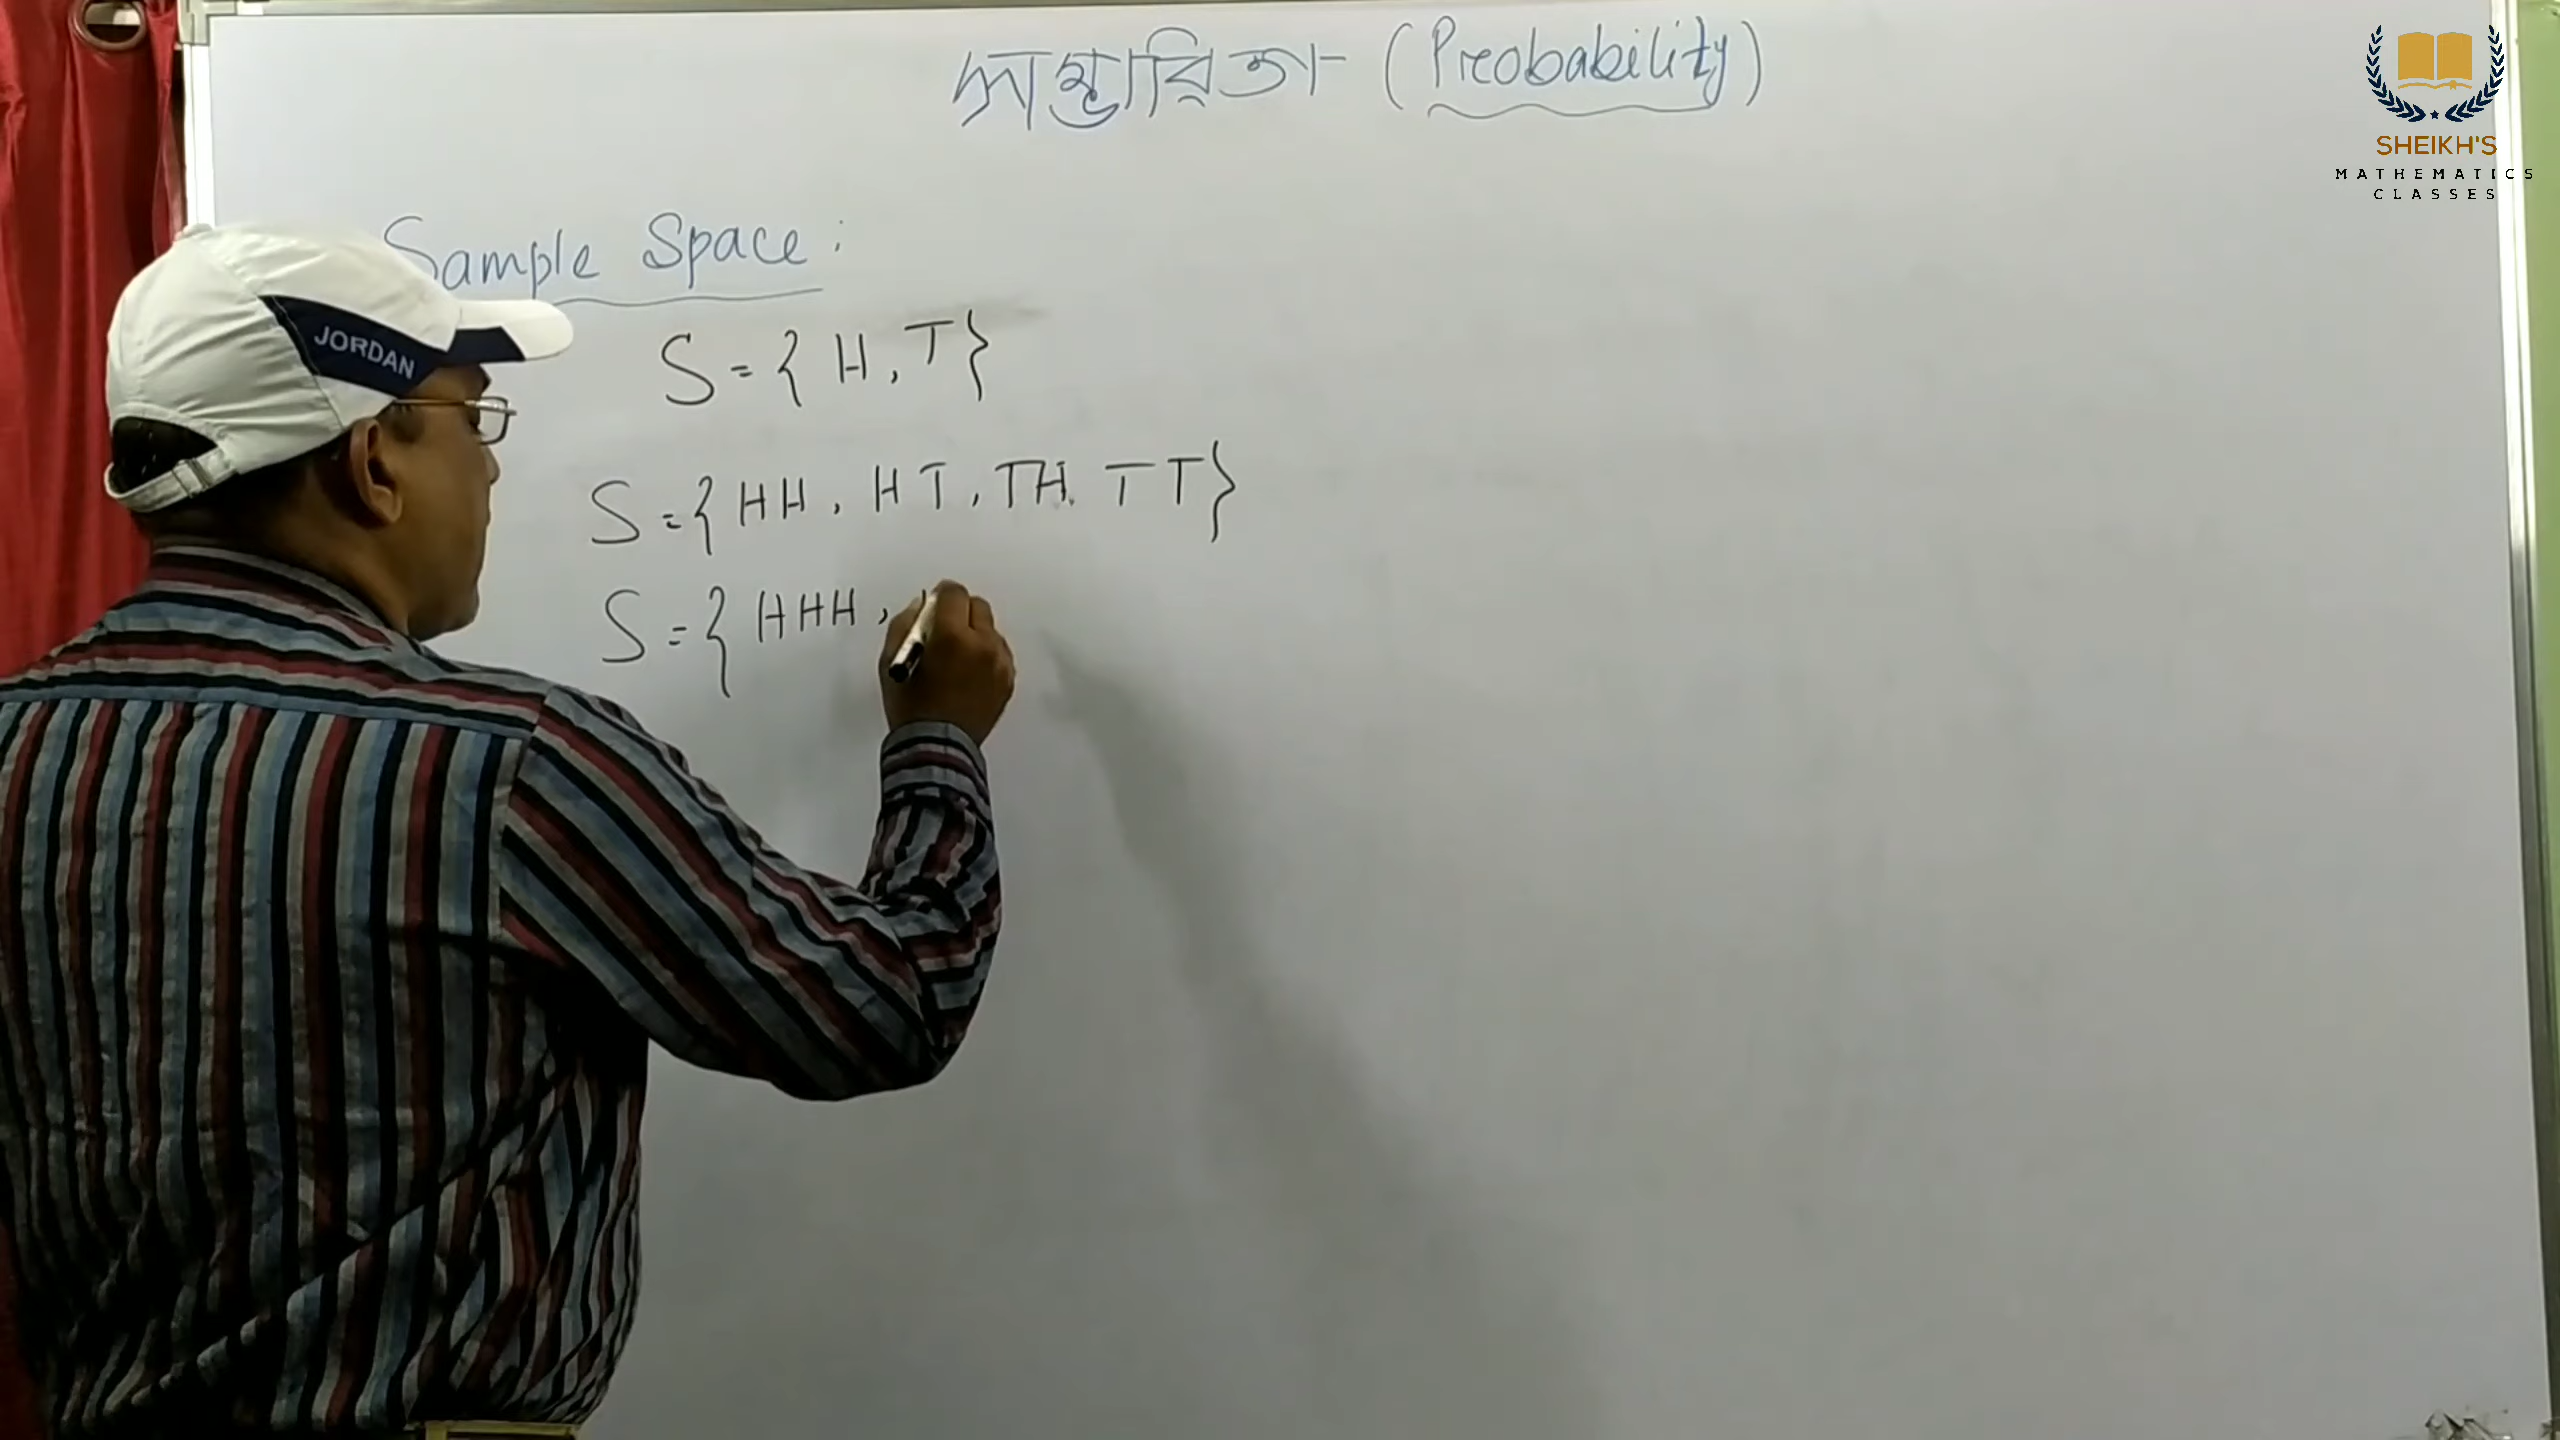 সম্ভাবিতা (Probability)
SHEIKH'S
MATHEMATICS
CLASSES
Sample Space:
S = { H, T }
JORDAN
S = { HH, HT, TH, TT }
S = { HHH,